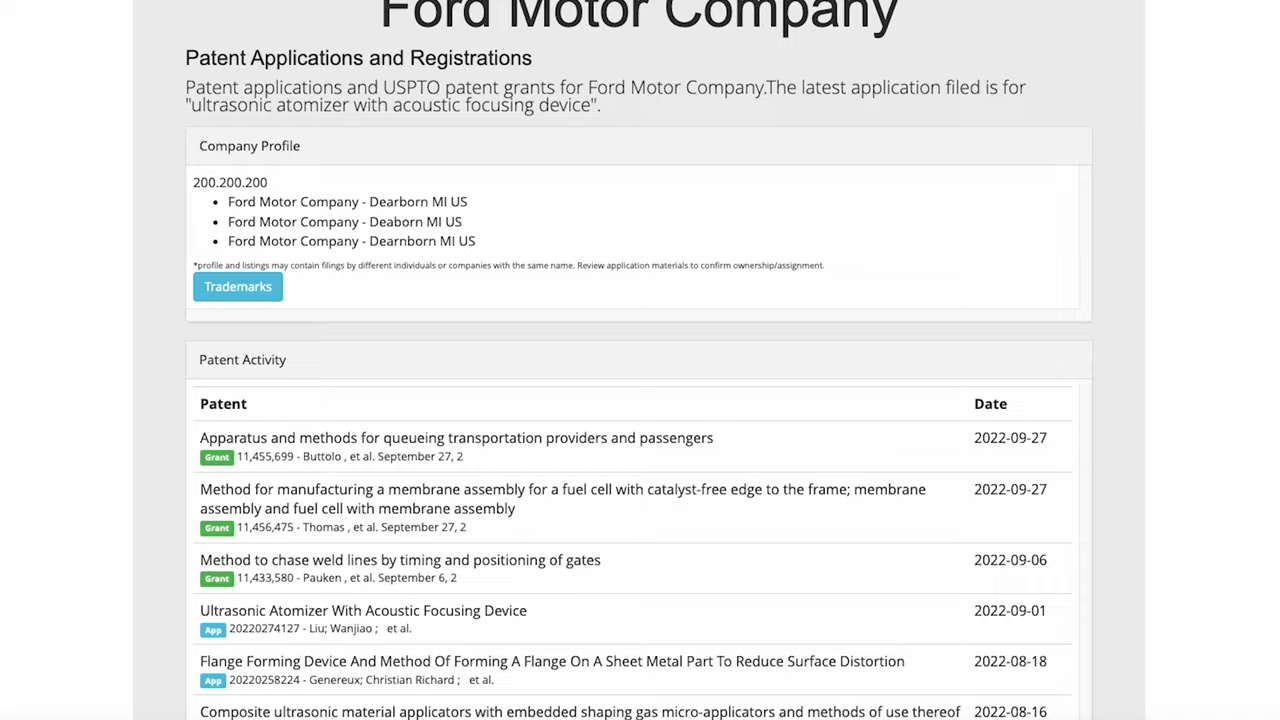 Ford Motor Company
Patent Applications and Registrations
Patent applications and USPTO patent grants for Ford Motor Company.The latest application filed is for
"ultrasonic atomizer with acoustic focusing device".
Company Profile
200.200.200
• Ford Motor Company - Dearborn MI US
• Ford Motor Company - Deaborn MI US
• Ford Motor Company - Dearnborn MI US
*profile and listings may contain filings by different individuals or companies with the same name. Review application materials to confirm ownership/assignment.
Trademarks
Patent Activity
Patent Date
Apparatus and methods for queueing transportation providers and passengers 2022-09-27
Grant 11,455,699 - Buttolo , et al. September 27, 2
Method for manufacturing a membrane assembly for a fuel cell with catalyst-free edge to the frame; membrane 2022-09-27
assembly and fuel cell with membrane assembly
Grant 11,456,475 - Thomas , et al. September 27, 2
Method to chase weld lines by timing and positioning of gates 2022-09-06
Grant 11,433,580 - Pauken , et al. September 6, 2
Ultrasonic Atomizer With Acoustic Focusing Device 2022-09-01
App 20220274127 - Liu; Wanjiao ; et al.
Flange Forming Device And Method Of Forming A Flange On A Sheet Metal Part To Reduce Surface Distortion 2022-08-18
App 20220258224 - Genereux; Christian Richard ; et al.
Composite ultrasonic material applicators with embedded shaping gas micro-applicators and methods of use thereof 2022-08-16